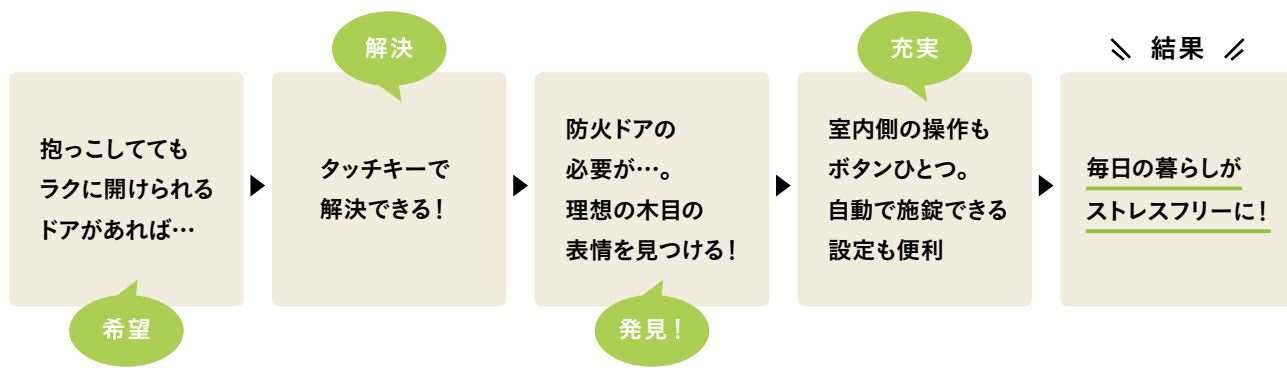 抱っこしてても
ラクに開けられる
ドアがあれば…
希望
解決
タッチキーで
解決できる！
防火ドアの
必要が…。
理想の木目の
表情を見つける！
発見！
充実
室内側の操作も
ボタンひとつ。
自動で施錠できる
設定も便利
結果
毎日の暮らしが
ストレスフリーに！